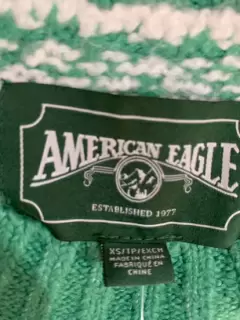 AMERICAN EAGLE
ESTABLISHED 1977
XS/TP/EXCH
MADE IN CHINA
FABRIQUÉ EN
CHINE